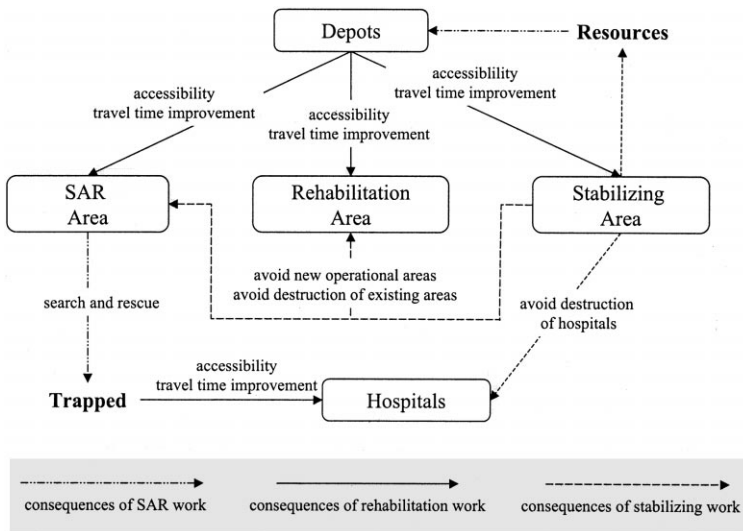 Depots
Resources
accessibility
travel time improvement
accessibility
travel time improvement
accessiblility
travel time improvement
SAR
Area
Rehabilitation
Area
Stabilizing
Area
avoid new operational areas
avoid destruction of existing areas
search and rescue
avoid destruction
of hospitals
accessibility
travel time improvement
Trapped
Hospitals
consequences of SAR work
consequences of rehabilitation work
consequences of stabilizing work